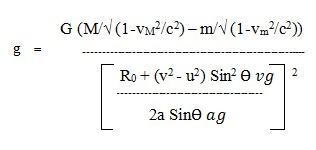 G (M/√ (1-vM²/c²) – m/√ (1-vm²/c²))
g =
R0 + (v² - u²) Sin² Θ vg
2
2a SinΘ ag